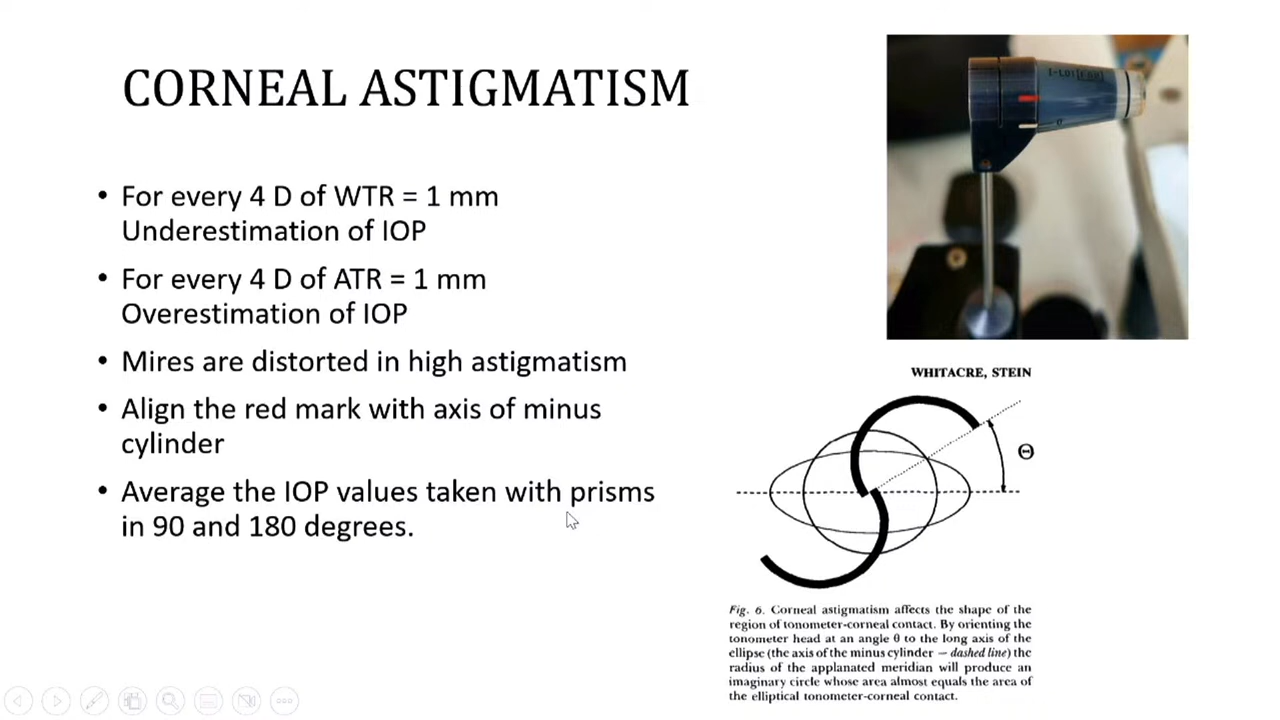 CORNEAL ASTIGMATISM
• For every 4 D of WTR = 1 mm
Underestimation of IOP
• For every 4 D of ATR = 1 mm
Overestimation of IOP
• Mires are distorted in high astigmatism
• Align the red mark with axis of minus
cylinder
• Average the IOP values taken with prisms
in 90 and 180 degrees.
WHITACRE, STEIN
Θ
Fig. 6. Corneal astigmatism affects the shape of the
region of tonometer-corneal contact. By orienting the
tonometer head at an angle θ to the long axis of the
ellipse (the axis of the minus cylinder — dashed line) the
radius of the applanated meridian will produce an
imaginary circle whose area almost equals the area of
the elliptical tonometer-corneal contact.